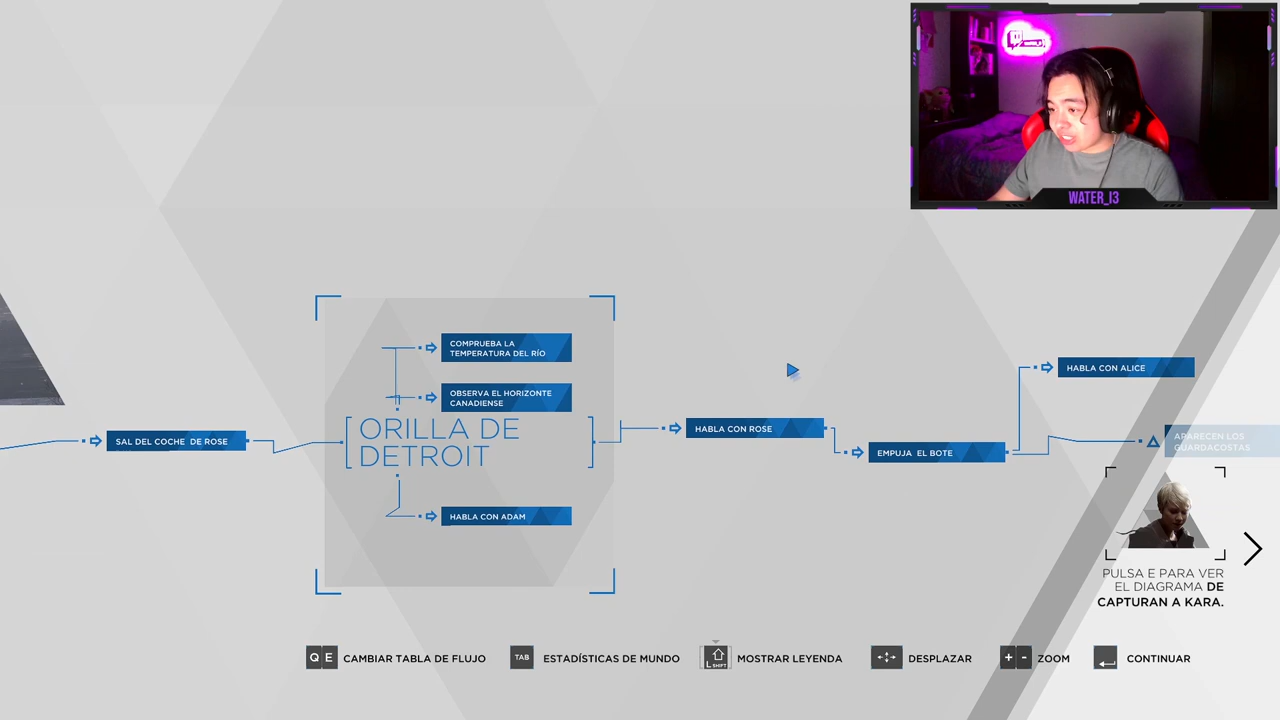 WATER_I3
COMPRUEBA LA
TEMPERATURA DEL RÍO
OBSERVA EL HORIZONTE
CANADIENSE
HABLA CON ALICE
SAL DEL COCHE DE ROSE
ORILLA DE
DETROIT
HABLA CON ROSE
EMPUJA EL BOTE
APARECEN LOS
GUARDACOSTAS
HABLA CON ADAM
PULSA E PARA VER
EL DIAGRAMA DE
CAPTURAN A KARA.
Q E CAMBIAR TABLA DE FLUJO
TAB ESTADÍSTICAS DE MUNDO
L SHIFT MOSTRAR LEYENDA
DESPLAZAR
+ - ZOOM
CONTINUAR